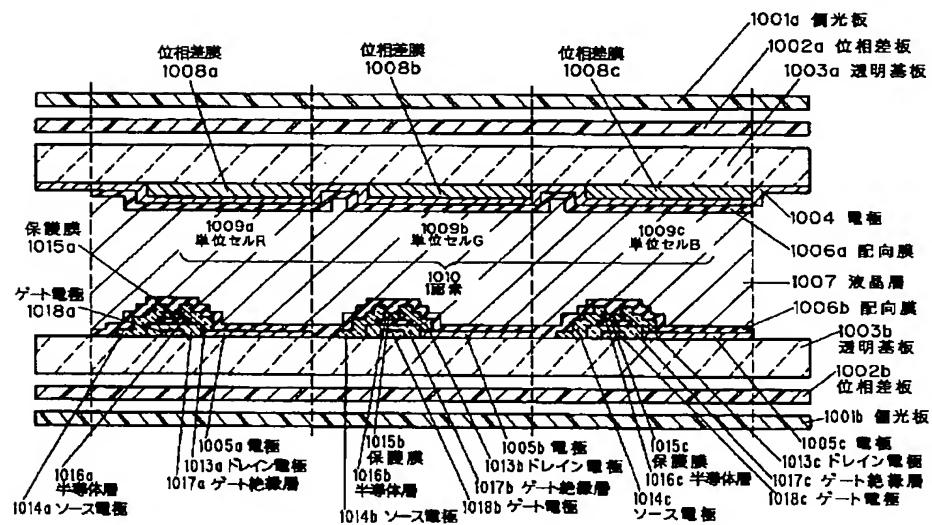 1001a 偏光板
1002a 位相差板
1003a 透明基板
位相差膜
1008a
位相差膜
1008b
位相差膜
1008c
1004 電極
1006a 配向膜
1007 液晶層
1006b 配向膜
1003b
透明基板
1002b
位相差板
1001b 偏光板
保護膜
1015a
ゲート電極
1018a
1009a
単位セルR
1009b
単位セルG
1009c
単位セルB
1010
1画素
1005a 電極
1013a ドレイン電極
1017a ゲート絶縁層
1016a
半導体層
1014a ソース電極
1015b
保護膜
1016b
半導体層
1014b ソース電極
1005b 電極
1013b ドレイン電極
1017b ゲート絶縁層
1018b ゲート電極
1015c
保護膜
1016c 半導体層
1014c
ソース電極
1005c 電極
1013c ドレイン電極
1017c ゲート絶縁層
1018c ゲート電極